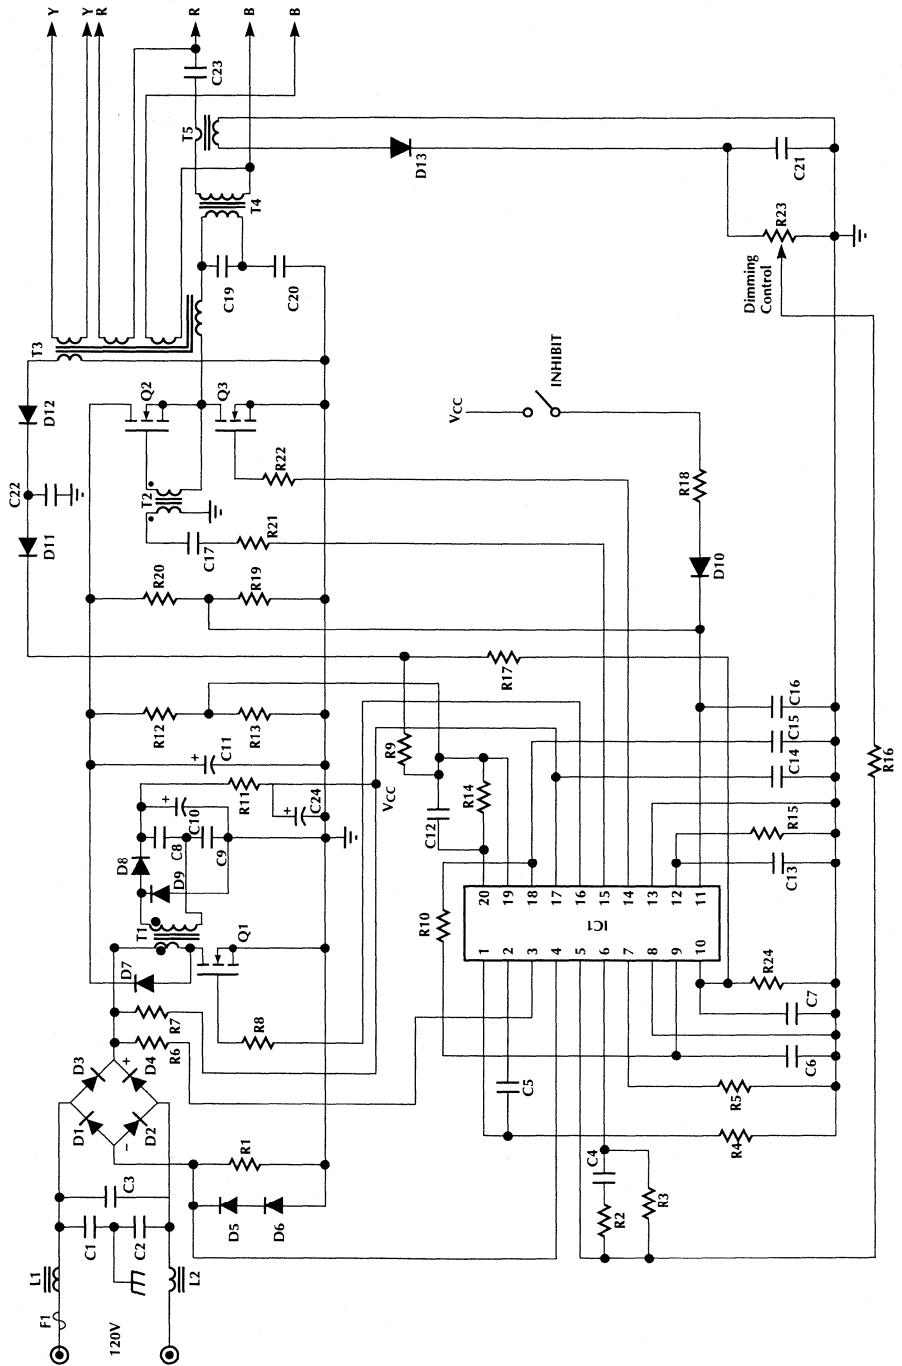 Y
Y
R
R
B
B
C23
T5
D13
C21
T4
R23
Dimming
Control
C19
C20
T3
D12
Q2
Q3
VCC
INHIBIT
C22
T2
R22
R18
D11
C17
R21
D10
R20
R19
R17
R12
R13
C11
R9
C16
C15
C14
R16
R11
C24
VCC
C10
C8
C9
D8
D9
C12
R14
R15
C13
T1
R10
20
19
18
17
16
15
14
13
12
11
IC1
1
2
3
4
5
6
7
8
9
10
Q1
D7
R7
R6
R8
R24
C7
C6
D3
D4
D1
D2
+
−
C5
R5
R4
R1
C3
D5
D6
C4
R2
R3
C1
C2
L1
L2
F1
120V